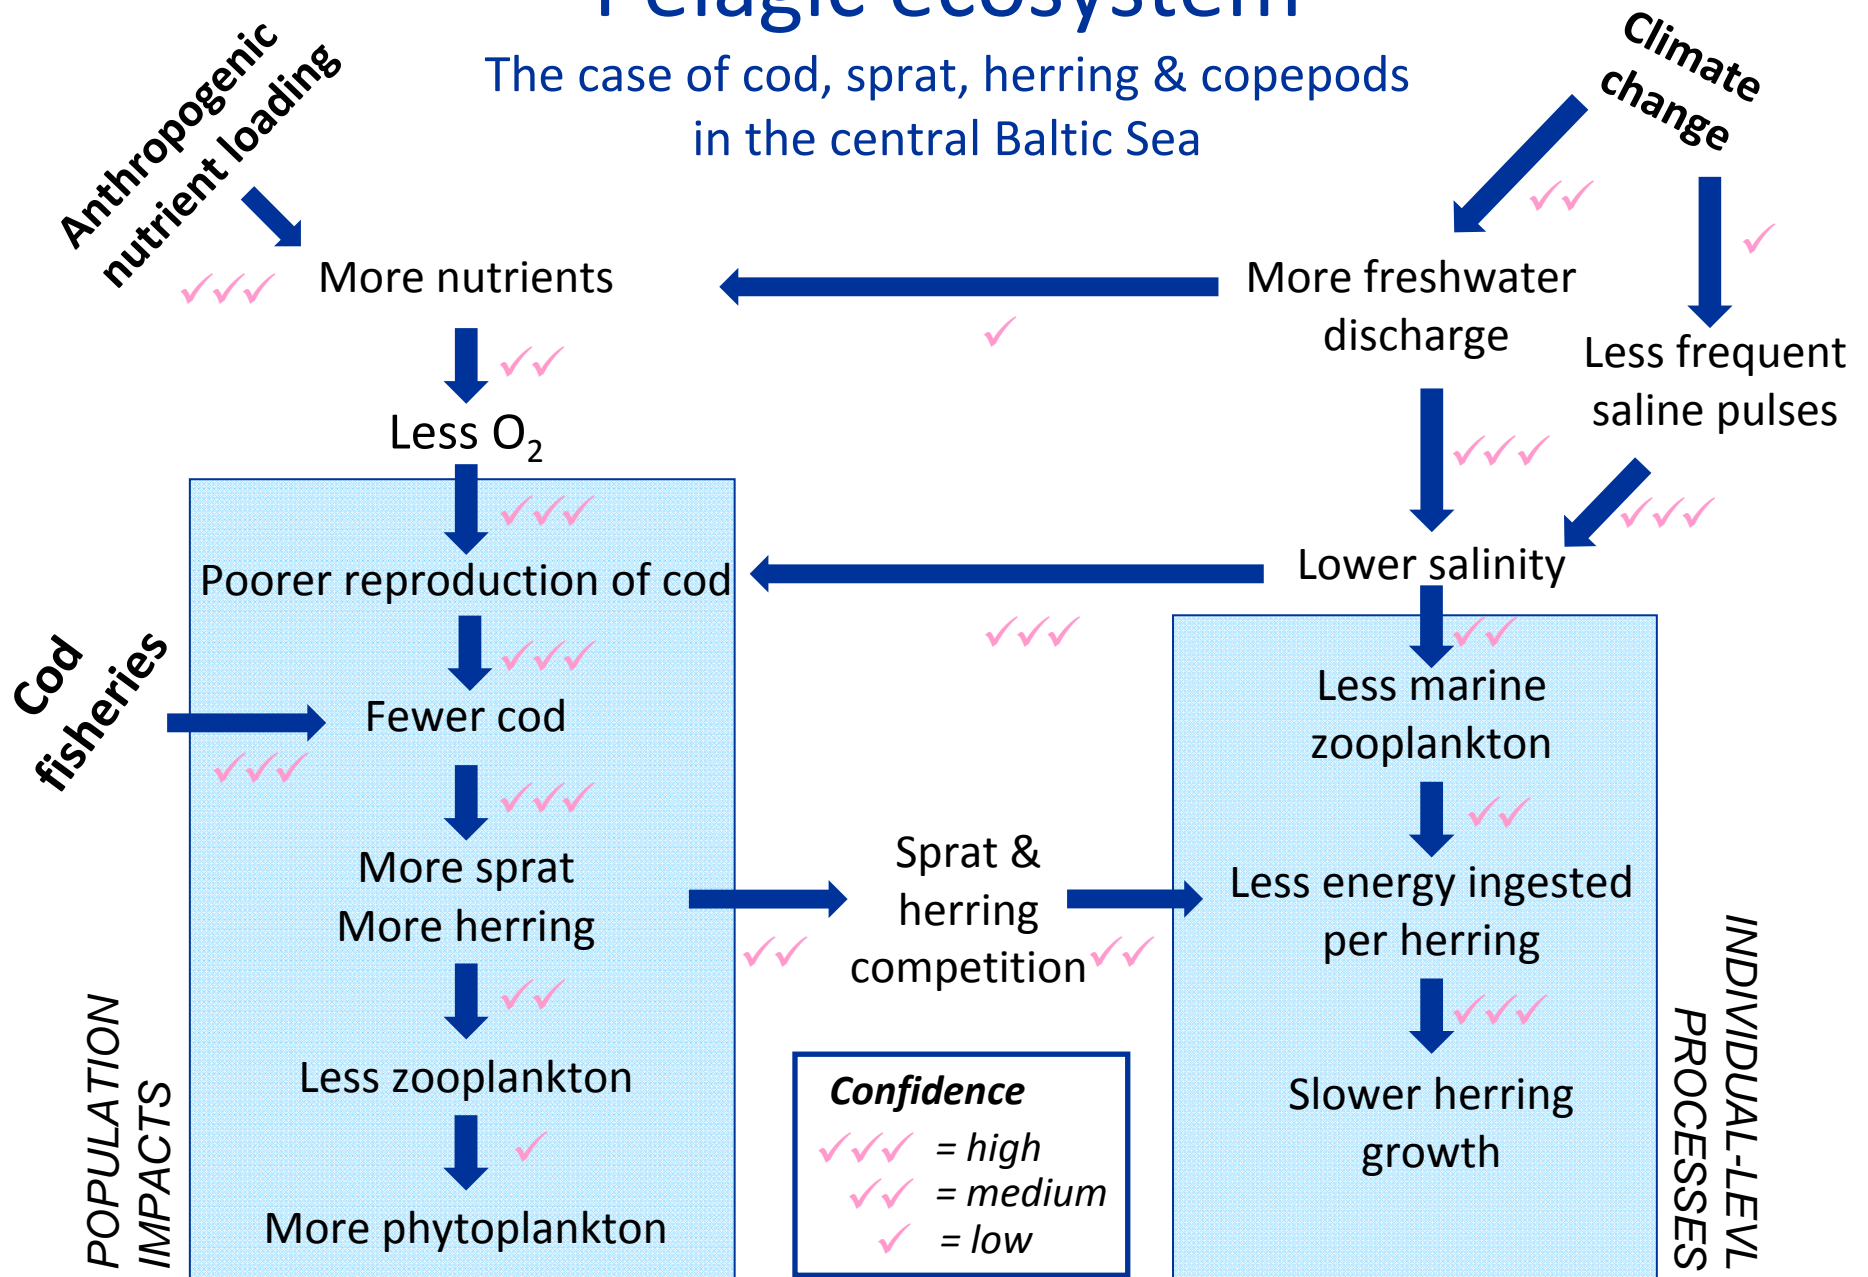 Pelagic ecosystem
The case of cod, sprat, herring & copepods
in the central Baltic Sea
Anthropogenic
nutrient loading
Climate
change
✓✓
✓
✓✓✓
More nutrients
✓
More freshwater
discharge
Less frequent
saline pulses
✓✓
Less O₂
✓✓✓
✓✓✓
✓✓✓
Poorer reproduction of cod
✓✓✓
Lower salinity
✓✓
✓✓✓
Cod
fisheries
✓✓✓
Fewer cod
✓✓✓
Less marine
zooplankton
✓✓
More sprat
More herring
✓✓
Sprat &
herring
competition
✓✓
Less energy ingested
per herring
✓✓
✓✓✓
Less zooplankton
✓
More phytoplankton
Slower herring
growth
POPULATION
IMPACTS
INDIVIDUAL-LEVL
PROCESSES
Confidence
✓✓✓ = high
✓✓ = medium
✓ = low